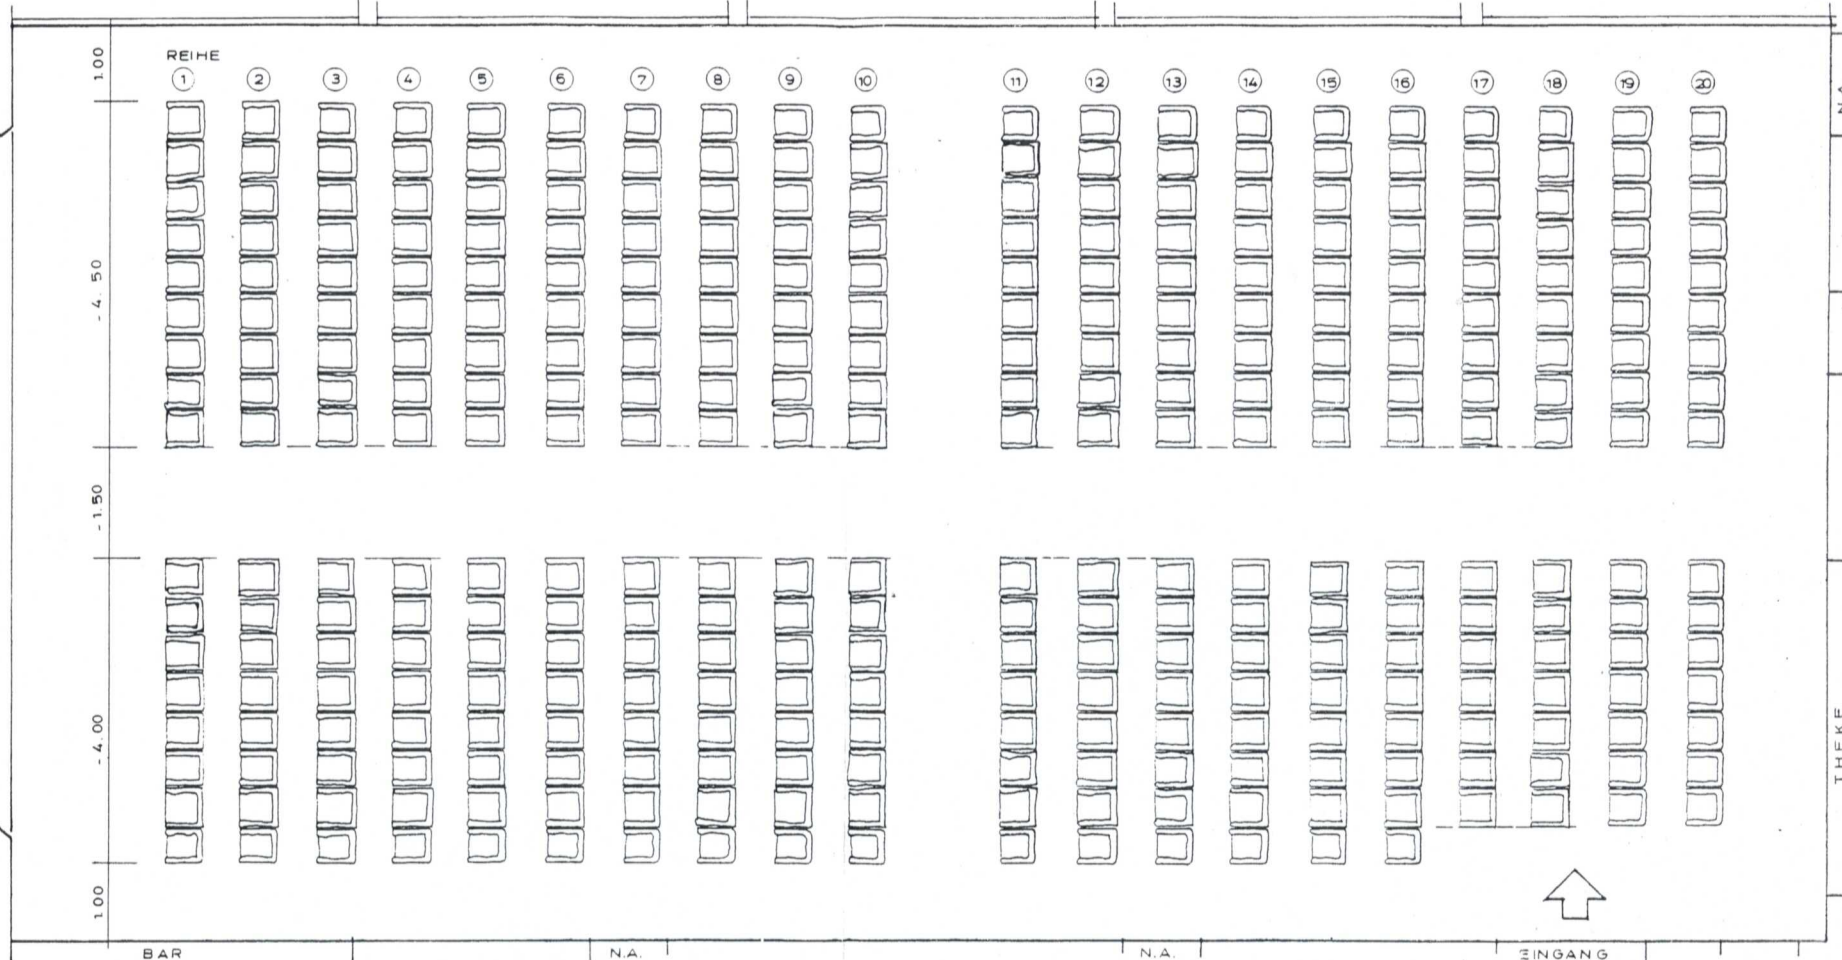 REIHE
1 2 3 4 5 6 7 8 9 10 11 12 13 14 15 16 17 18 19 20
1.00
-4.50
-1.50
-4.00
1.00
N.A.
THEKE
BAR
N.A.
N.A.
EINGANG